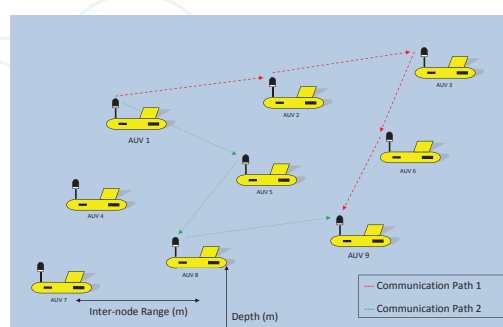 AUV 3
AUV 2
AUV 1
AUV 6
AUV 5
AUV 4
AUV 9
AUV 8
AUV 7
Inter-node Range (m)
Depth (m)
Communication Path 1
Communication Path 2